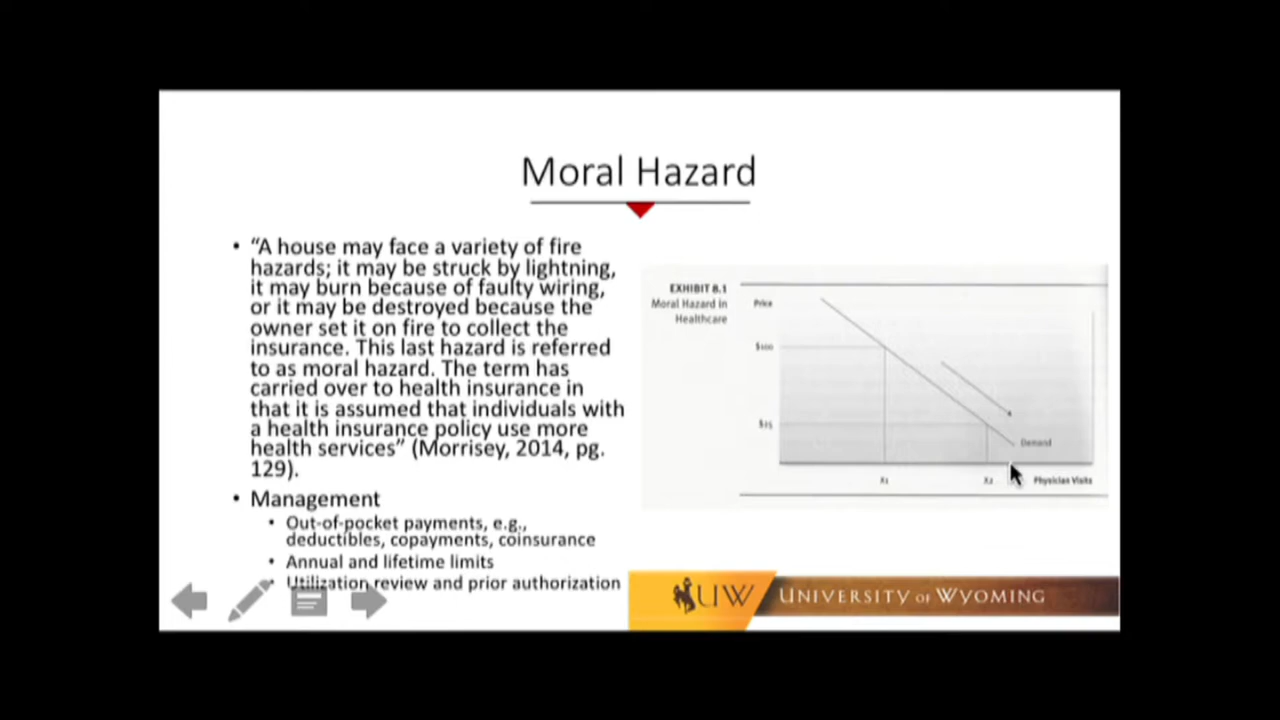 Moral Hazard
• “A house may face a variety of fire
hazards; it may be struck by lightning,
it may burn because of faulty wiring,
or it may be destroyed because the
owner set it on fire to collect the
insurance. This last hazard is referred
to as moral hazard. The term has
carried over to health insurance in
that it is assumed that individuals with
a health insurance policy use more
health services” (Morrisey, 2014, pg.
129).
• Management
• Out-of-pocket payments, e.g.,
deductibles, copayments, coinsurance
• Annual and lifetime limits
• Utilization review and prior authorization
EXHIBIT 8.1
Moral Hazard in
Healthcare
Price
$100
$25
Demand
X1
X2
Physician Visits
UW
UNIVERSITY OF WYOMING